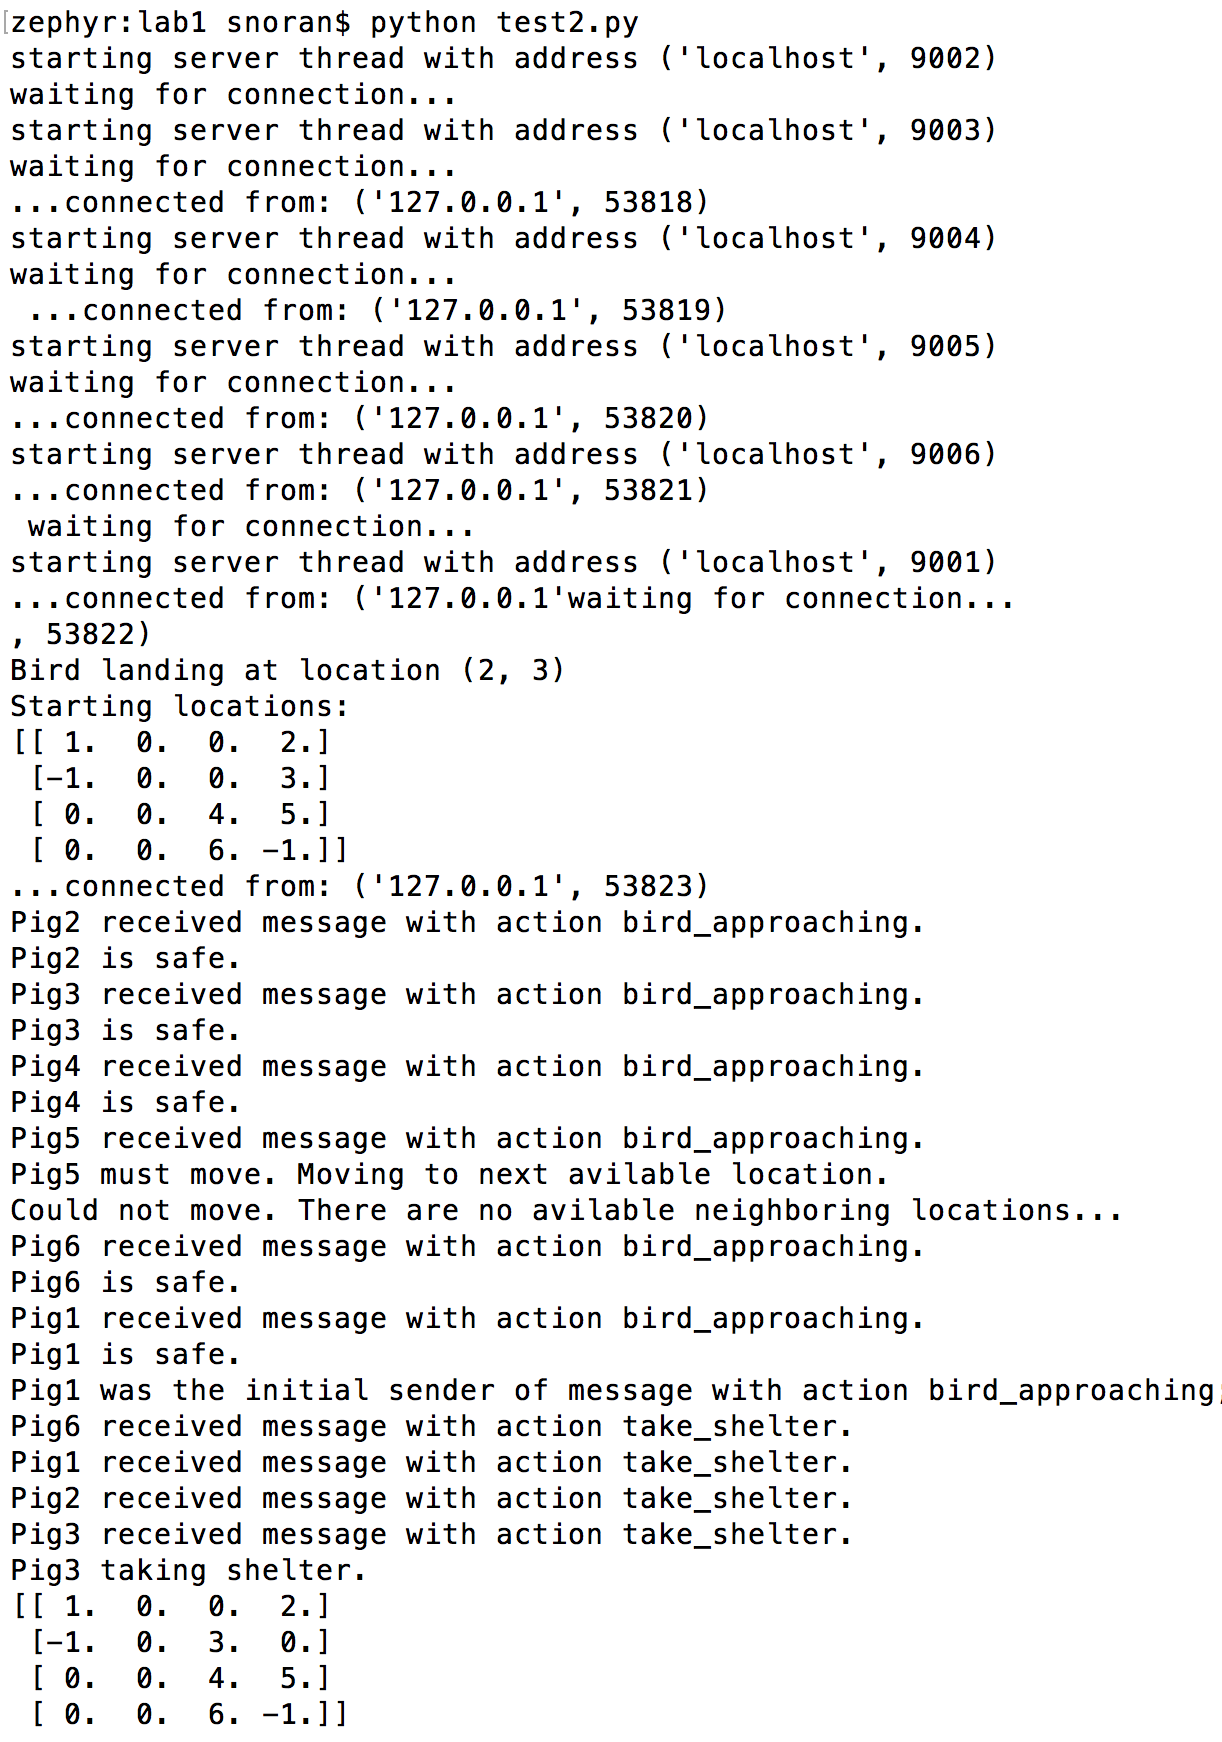 [zephyr:lab1 snoran$ python test2.py
starting server thread with address ('localhost', 9002)
waiting for connection...
starting server thread with address ('localhost', 9003)
waiting for connection...
...connected from: ('127.0.0.1', 53818)
starting server thread with address ('localhost', 9004)
waiting for connection...
 ...connected from: ('127.0.0.1', 53819)
starting server thread with address ('localhost', 9005)
waiting for connection...
...connected from: ('127.0.0.1', 53820)
starting server thread with address ('localhost', 9006)
...connected from: ('127.0.0.1', 53821)
 waiting for connection...
starting server thread with address ('localhost', 9001)
...connected from: ('127.0.0.1'waiting for connection...
, 53822)
Bird landing at location (2, 3)
Starting locations:
[[ 1.  0.  0.  2.]
 [-1.  0.  0.  3.]
 [ 0.  0.  4.  5.]
 [ 0.  0.  6. -1.]]
...connected from: ('127.0.0.1', 53823)
Pig2 received message with action bird_approaching.
Pig2 is safe.
Pig3 received message with action bird_approaching.
Pig3 is safe.
Pig4 received message with action bird_approaching.
Pig4 is safe.
Pig5 received message with action bird_approaching.
Pig5 must move. Moving to next avilable location.
Could not move. There are no avilable neighboring locations...
Pig6 received message with action bird_approaching.
Pig6 is safe.
Pig1 received message with action bird_approaching.
Pig1 is safe.
Pig1 was the initial sender of message with action bird_approaching;
Pig6 received message with action take_shelter.
Pig1 received message with action take_shelter.
Pig2 received message with action take_shelter.
Pig3 received message with action take_shelter.
Pig3 taking shelter.
[[ 1.  0.  0.  2.]
 [-1.  0.  3.  0.]
 [ 0.  0.  4.  5.]
 [ 0.  0.  6. -1.]]